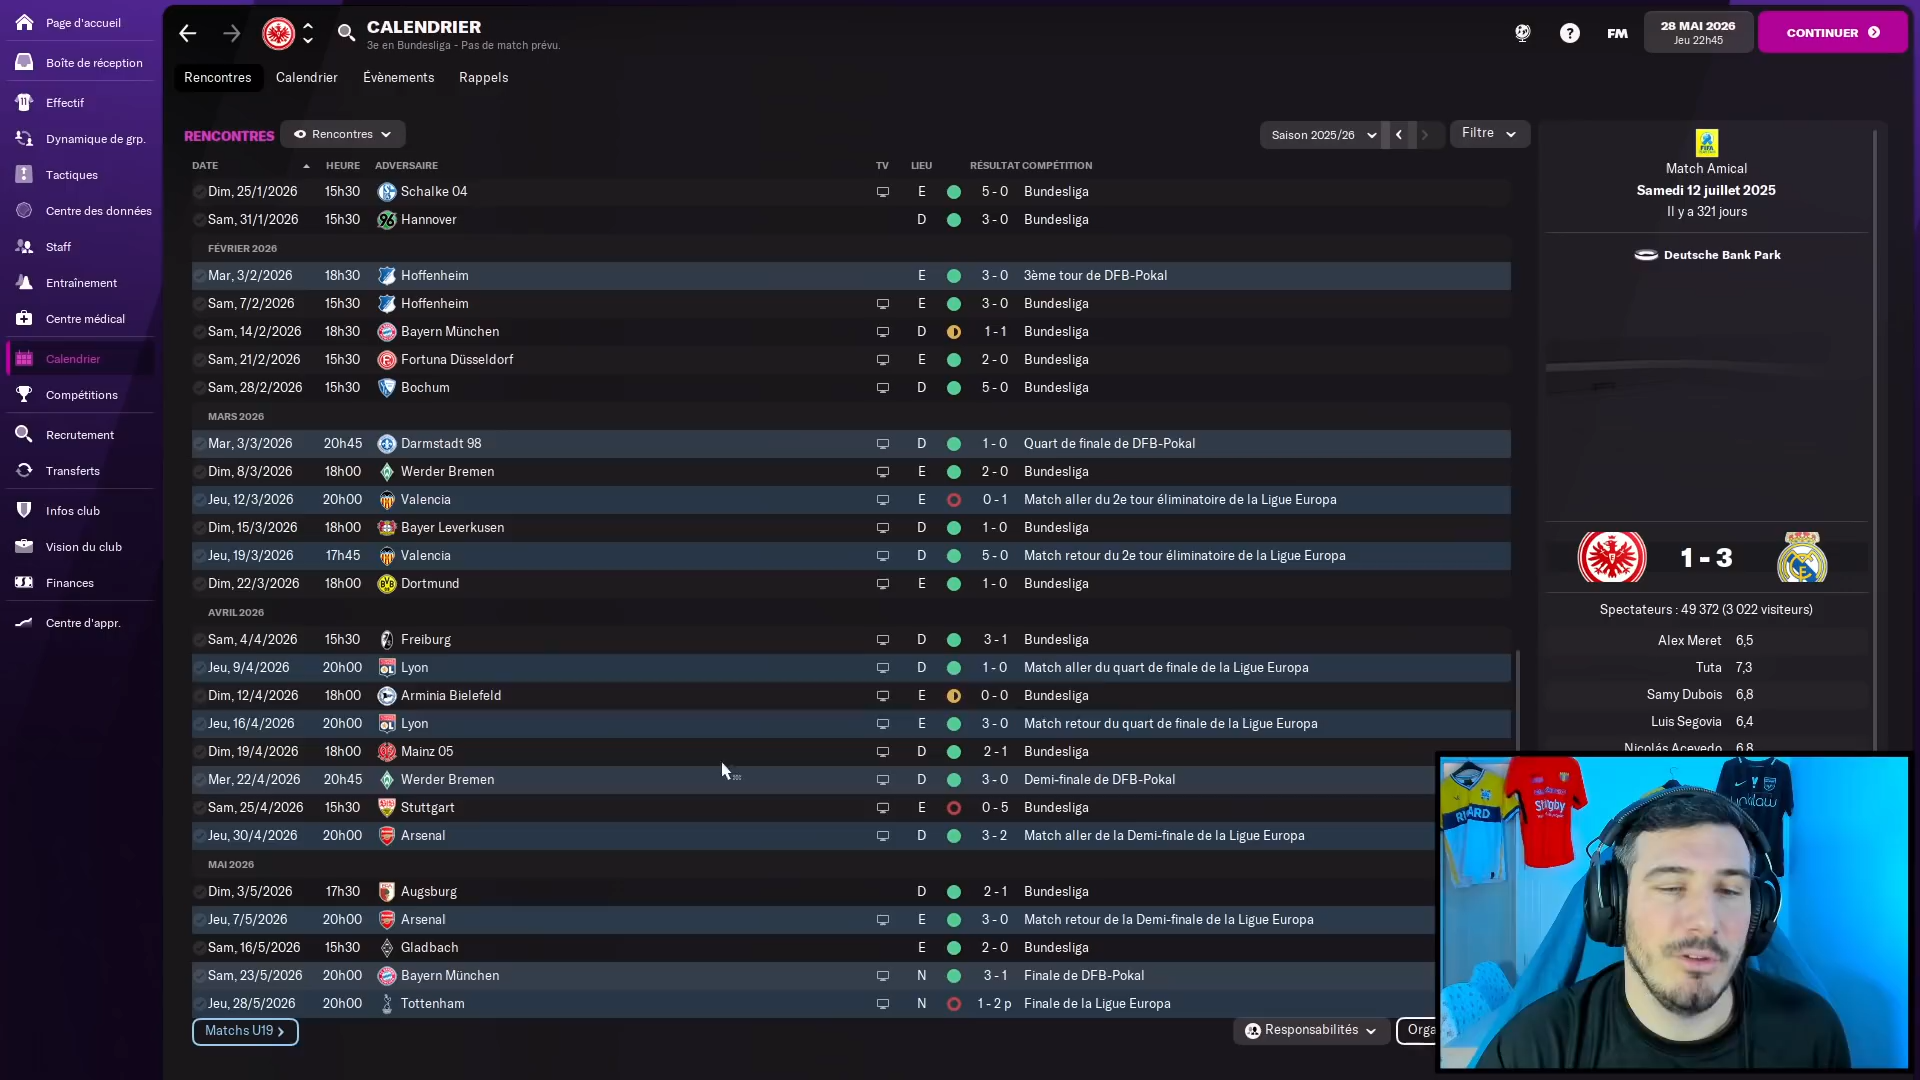 Page d'accueil
Boîte de réception
Effectif
Dynamique de grp.
Tactiques
Centre des données
Staff
Entraînement
Centre médical
Calendrier
Compétitions
Recrutement
Transferts
Infos club
Vision du club
Finances
Centre d'appr.
CALENDRIER
3e en Bundesliga - Pas de match prévu.
FM
28 MAI 2026
Jeu 22h45
CONTINUER
Rencontres Calendrier Évènements Rappels
RENCONTRES Rencontres Saison 2025/26 Filtre
DATE HEURE ADVERSAIRE TV LIEU RÉSULTAT COMPÉTITION
Dim, 25/1/2026 15h30 Schalke 04 E 5 - 0 Bundesliga
Sam, 31/1/2026 15h30 Hannover D 3 - 0 Bundesliga
FÉVRIER 2026
Mar, 3/2/2026 18h30 Hoffenheim E 3 - 0 3ème tour de DFB-Pokal
Sam, 7/2/2026 15h30 Hoffenheim E 3 - 0 Bundesliga
Sam, 14/2/2026 18h30 Bayern München D 1 - 1 Bundesliga
Sam, 21/2/2026 15h30 Fortuna Düsseldorf E 2 - 0 Bundesliga
Sam, 28/2/2026 15h30 Bochum D 5 - 0 Bundesliga
MARS 2026
Mar, 3/3/2026 20h45 Darmstadt 98 D 1 - 0 Quart de finale de DFB-Pokal
Dim, 8/3/2026 18h00 Werder Bremen E 2 - 0 Bundesliga
Jeu, 12/3/2026 20h00 Valencia E 0 - 1 Match aller du 2e tour éliminatoire de la Ligue Europa
Dim, 15/3/2026 18h00 Bayer Leverkusen D 1 - 0 Bundesliga
Jeu, 19/3/2026 17h45 Valencia D 5 - 0 Match retour du 2e tour éliminatoire de la Ligue Europa
Dim, 22/3/2026 18h00 Dortmund E 1 - 0 Bundesliga
AVRIL 2026
Sam, 4/4/2026 15h30 Freiburg D 3 - 1 Bundesliga
Jeu, 9/4/2026 20h00 Lyon D 1 - 0 Match aller du quart de finale de la Ligue Europa
Dim, 12/4/2026 18h00 Arminia Bielefeld E 0 - 0 Bundesliga
Jeu, 16/4/2026 20h00 Lyon E 3 - 0 Match retour du quart de finale de la Ligue Europa
Dim, 19/4/2026 18h00 Mainz 05 D 2 - 1 Bundesliga
Mer, 22/4/2026 20h45 Werder Bremen D 3 - 0 Demi-finale de DFB-Pokal
Sam, 25/4/2026 15h30 Stuttgart E 0 - 5 Bundesliga
Jeu, 30/4/2026 20h00 Arsenal D 3 - 2 Match aller de la Demi-finale de la Ligue Europa
MAI 2026
Dim, 3/5/2026 17h30 Augsburg D 2 - 1 Bundesliga
Jeu, 7/5/2026 20h00 Arsenal E 3 - 0 Match retour de la Demi-finale de la Ligue Europa
Sam, 16/5/2026 15h30 Gladbach E 2 - 0 Bundesliga
Sam, 23/5/2026 20h00 Bayern München N 3 - 1 Finale de DFB-Pokal
Jeu, 28/5/2026 20h00 Tottenham N 1 - 2 p Finale de la Ligue Europa
Matchs U19
Responsabilités
Orga
Match Amical
Samedi 12 juillet 2025
Il y a 321 jours
Deutsche Bank Park
1 - 3
Spectateurs : 49 372 (3 022 visiteurs)
Alex Meret 6,5
Tuta 7,3
Samy Dubois 6,8
Luis Segovia 6,4
Nicolás Acevedo 6,8